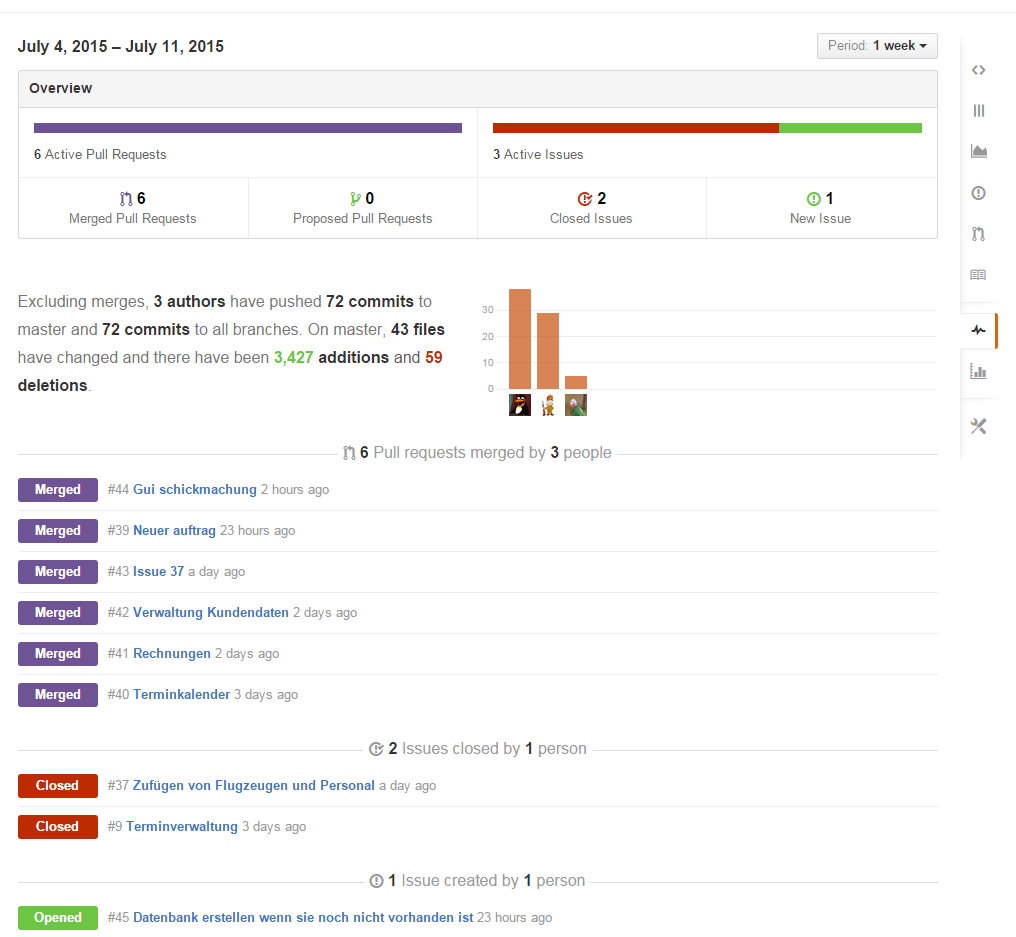 July 4, 2015 – July 11, 2015
Period: 1 week
Overview
6 Active Pull Requests
3 Active Issues
6
Merged Pull Requests
0
Proposed Pull Requests
2
Closed Issues
1
New Issue
Excluding merges, 3 authors have pushed 72 commits to
master and 72 commits to all branches. On master, 43 files
have changed and there have been 3,427 additions and 59
deletions.
30
20
10
0
6 Pull requests merged by 3 people
Merged #44 Gui schickmachung 2 hours ago
Merged #39 Neuer auftrag 23 hours ago
Merged #43 Issue 37 a day ago
Merged #42 Verwaltung Kundendaten 2 days ago
Merged #41 Rechnungen 2 days ago
Merged #40 Terminkalender 3 days ago
2 Issues closed by 1 person
Closed #37 Zufügen von Flugzeugen und Personal a day ago
Closed #9 Terminverwaltung 3 days ago
1 Issue created by 1 person
Opened #45 Datenbank erstellen wenn sie noch nicht vorhanden ist 23 hours ago